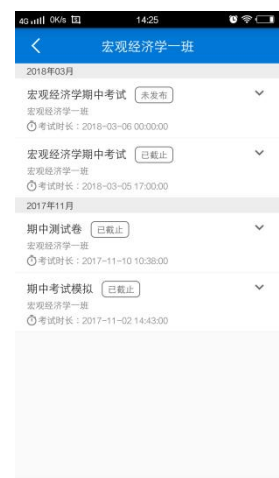 4G 0K/s 14:25
宏观经济学一班
2018年03月
宏观经济学期中考试 未发布
宏观经济学一班
考试时长：2018-03-06 00:00:00
宏观经济学期中考试 已截止
宏观经济学一班
考试时长：2018-03-05 17:00:00
2017年11月
期中测试卷 已截止
宏观经济学一班
考试时长：2017-11-10 10:38:00
期中考试模拟 已截止
宏观经济学一班
考试时长：2017-11-02 14:43:00